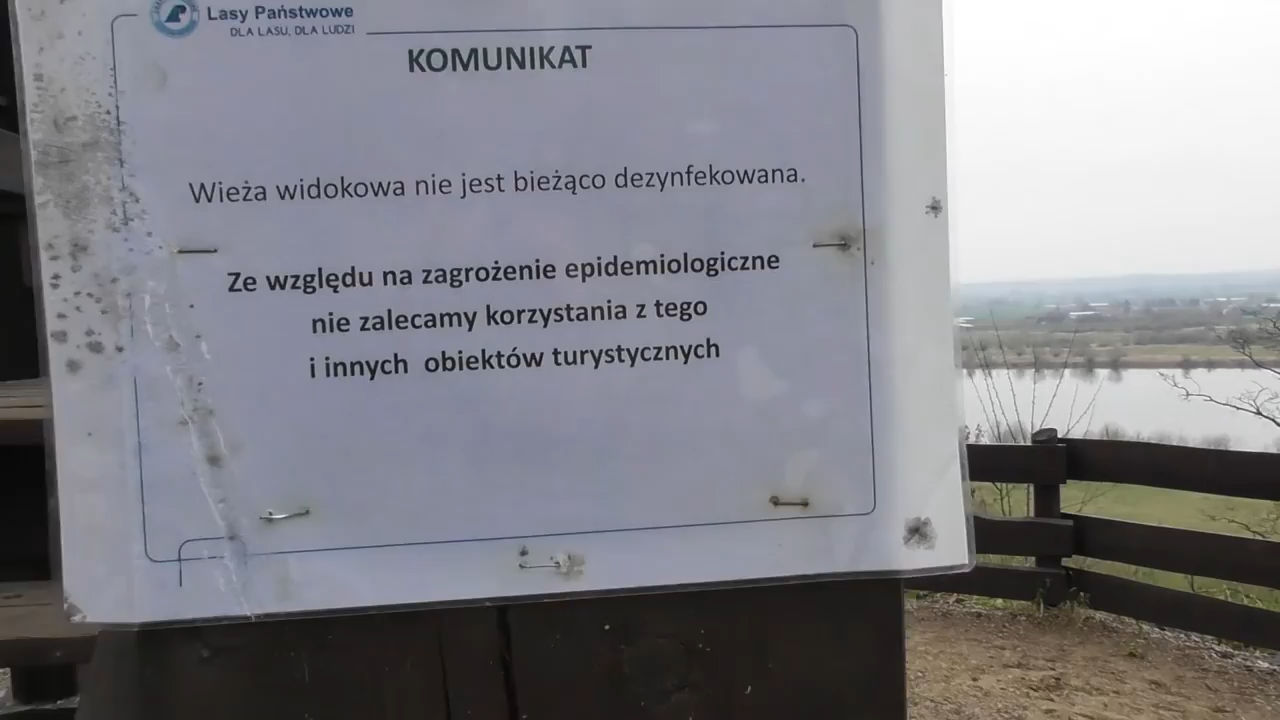 Lasy Państwowe
DLA LASU, DLA LUDZI
KOMUNIKAT
Wieża widokowa nie jest bieżąco dezynfekowana.
Ze względu na zagrożenie epidemiologiczne
nie zalecamy korzystania z tego
i innych obiektów turystycznych